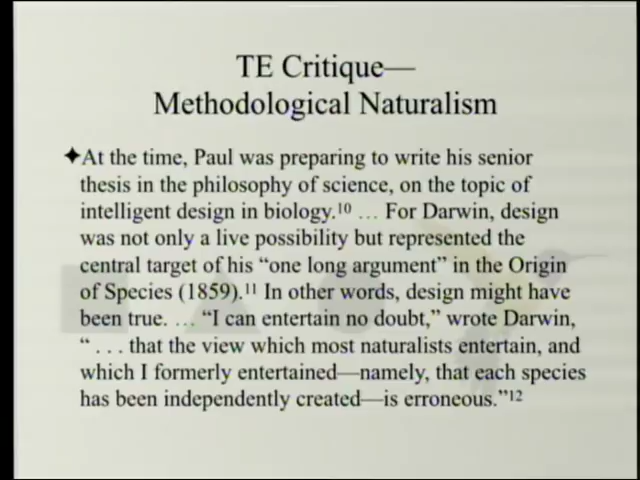 TE Critique—
Methodological Naturalism
✦At the time, Paul was preparing to write his senior
thesis in the philosophy of science, on the topic of
intelligent design in biology.¹⁰ … For Darwin, design
was not only a live possibility but represented the
central target of his “one long argument” in the Origin
of Species (1859).¹¹ In other words, design might have
been true. … “I can entertain no doubt,” wrote Darwin,
“ . . . that the view which most naturalists entertain, and
which I formerly entertained—namely, that each species
has been independently created—is erroneous.”¹²